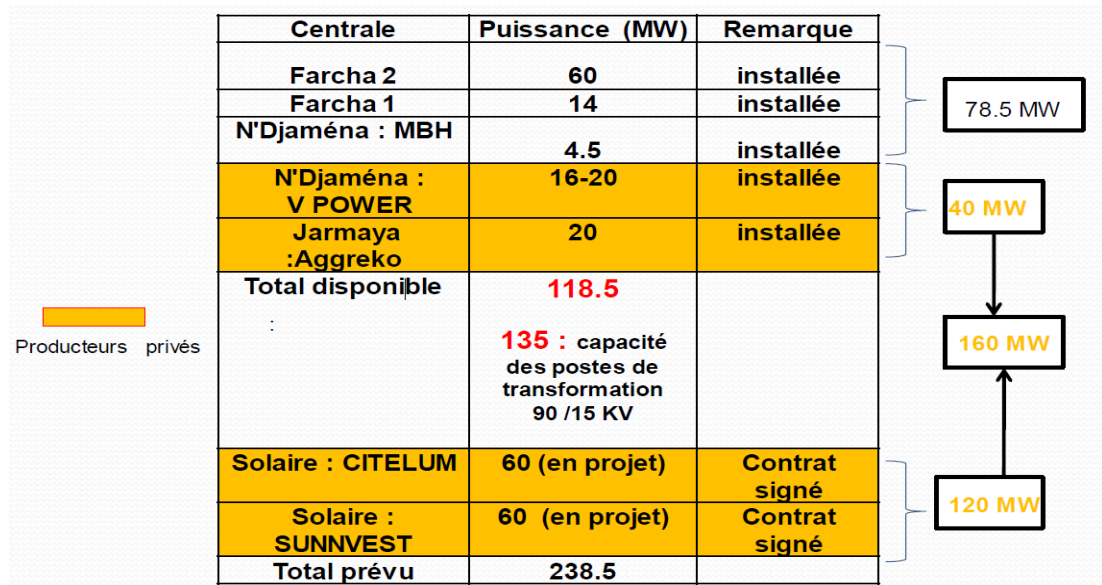 Centrale Puissance (MW) Remarque
Farcha 2 60 installée
Farcha 1 14 installée
78.5 MW
N'Djaména : MBH
4.5 installée
N'Djaména : 16-20 installée
V POWER
40 MW
Jarmaya 20 installée
:Aggreko
Total disponible 118.5
:
135 : capacité
des postes de
transformation
90 /15 KV
Producteurs privés
160 MW
Solaire : CITELUM 60 (en projet) Contrat
signé
120 MW
Solaire : 60 (en projet) Contrat
SUNNVEST signé
Total prévu 238.5